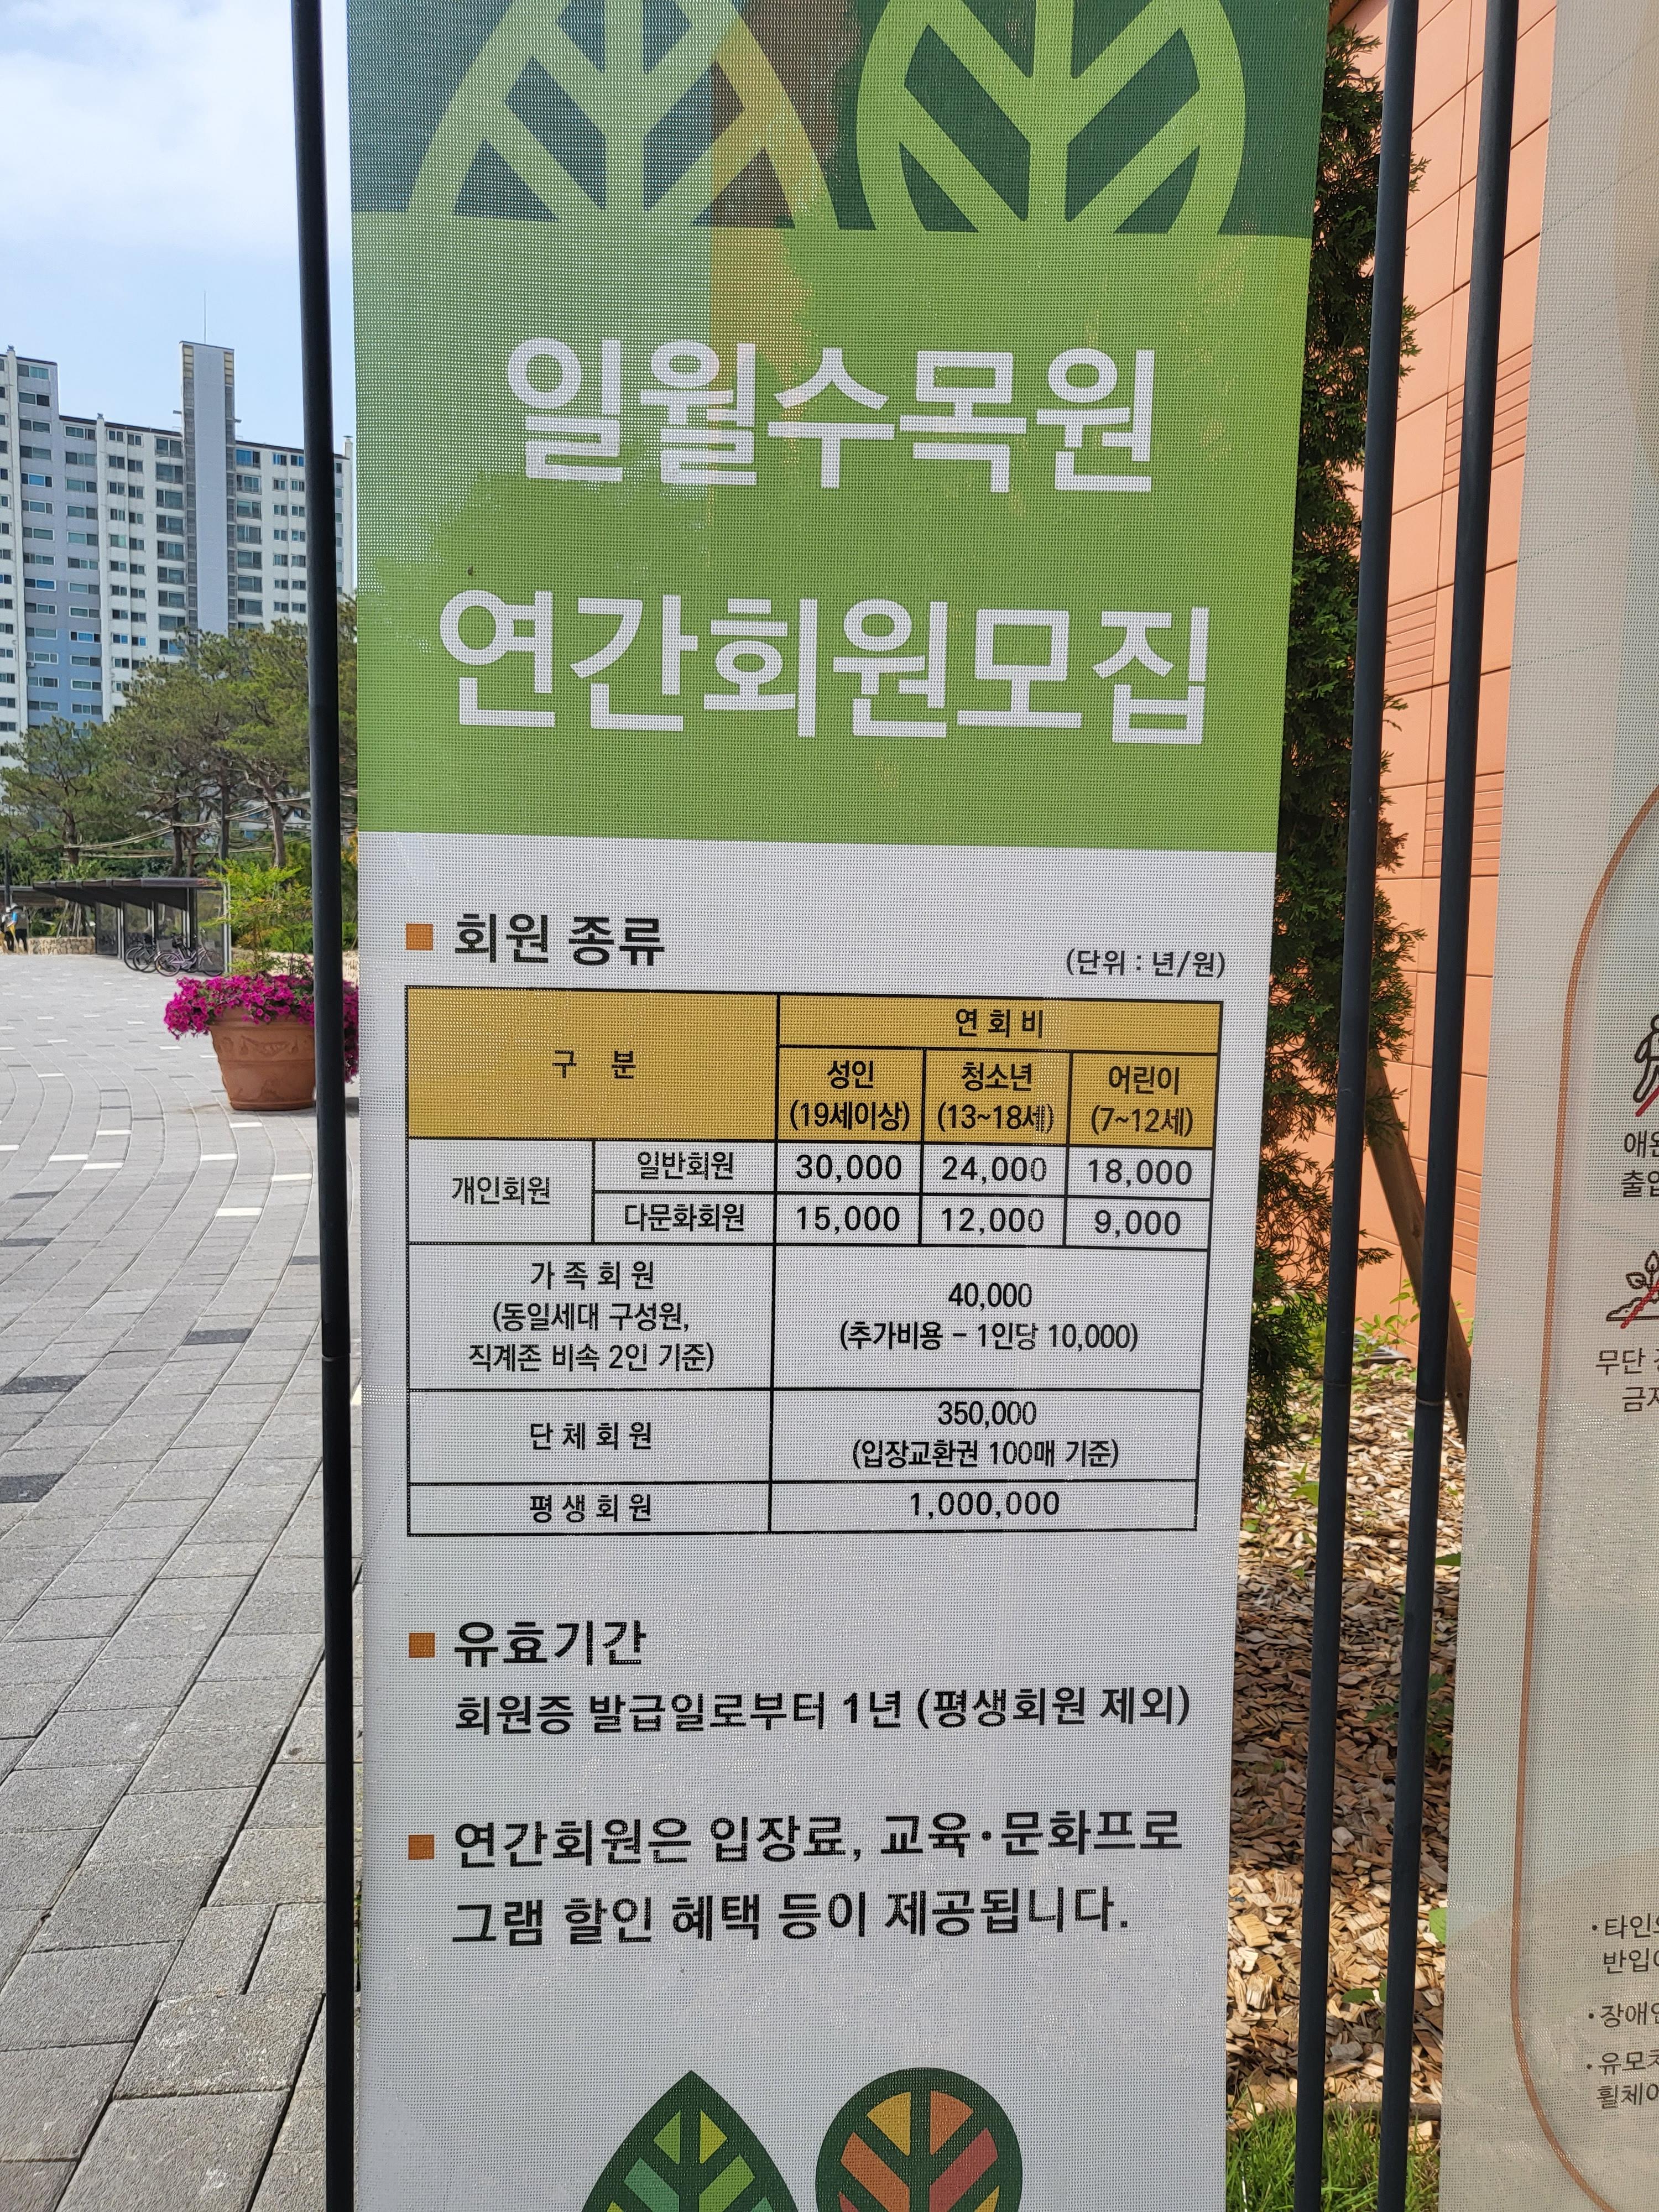 일월수목원
연간회원모집
■ 회원 종류
(단위 : 년/원)
구 분
연 회 비
성인
(19세이상)
청소년
(13~18세)
어린이
(7~12세)
개인회원
일반회원 30,000 24,000 18,000
다문화회원 15,000 12,000 9,000
가 족 회 원
(동일세대 구성원,
직계존 비속 2인 기준)
40,000
(추가비용 - 1인당 10,000)
단 체 회 원
350,000
(입장교환권 100매 기준)
평 생 회 원 1,000,000
■ 유효기간
회원증 발급일로부터 1년 (평생회원 제외)
■ 연간회원은 입장료, 교육·문화프로
그램 할인 혜택 등이 제공됩니다.
무단